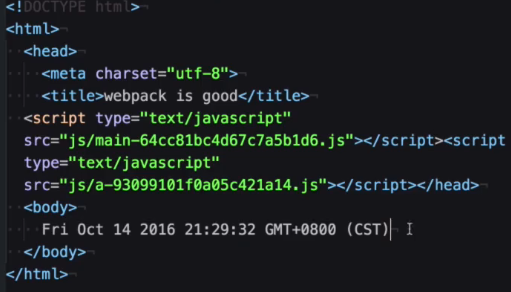 <!DOCTYPE html>
<html>
<head>
<meta charset="utf-8">
<title>webpack is good</title>
<script type="text/javascript"
src="js/main-64cc81bc4d67c7a5b1d6.js"></script><script
type="text/javascript"
src="js/a-93099101f0a05c421a14.js"></script></head>
<body>
Fri Oct 14 2016 21:29:32 GMT+0800 (CST)
</body>
</html>